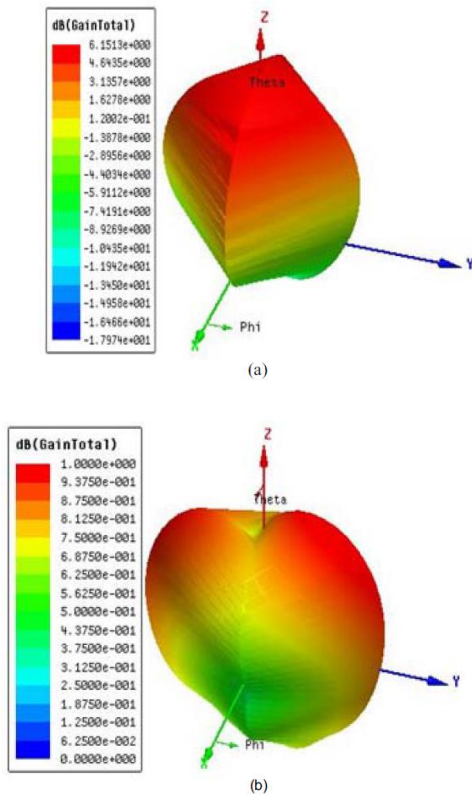 dB(GainTotal)
6.1513e+000
4.6435e+000
3.1357e+000
1.6278e+000
1.2002e-001
-1.3878e+000
-2.8956e+000
-4.4034e+000
-5.9112e+000
-7.4191e+000
-8.9269e+000
-1.0435e+001
-1.1942e+001
-1.3450e+001
-1.4958e+001
-1.6466e+001
-1.7974e+001
Z
Theta
Y
Phi
X
(a)
dB(GainTotal)
1.0000e+000
9.3750e-001
8.7500e-001
8.1250e-001
7.5000e-001
6.8750e-001
6.2500e-001
5.6250e-001
5.0000e-001
4.3750e-001
3.7500e-001
3.1250e-001
2.5000e-001
1.8750e-001
1.2500e-001
6.2500e-002
0.0000e+000
Z
Theta
Y
Phi
X
(b)